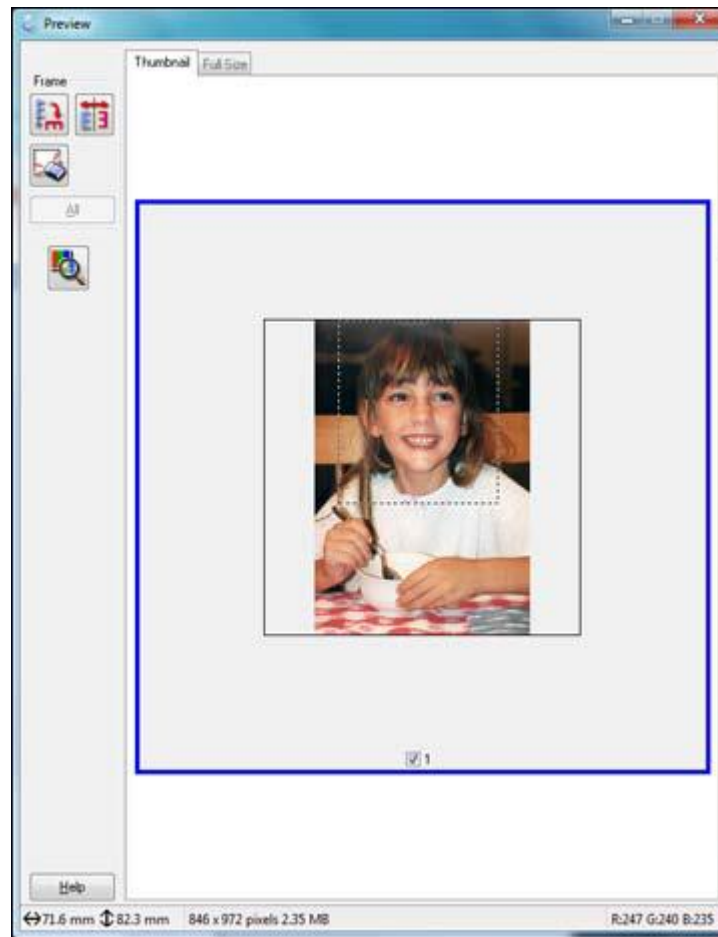 Preview
Thumbnail Full Size
Frame
All
1
Help
71.6 mm 82.3 mm 846 x 972 pixels 2.35 MB R:247 G:240 B:235